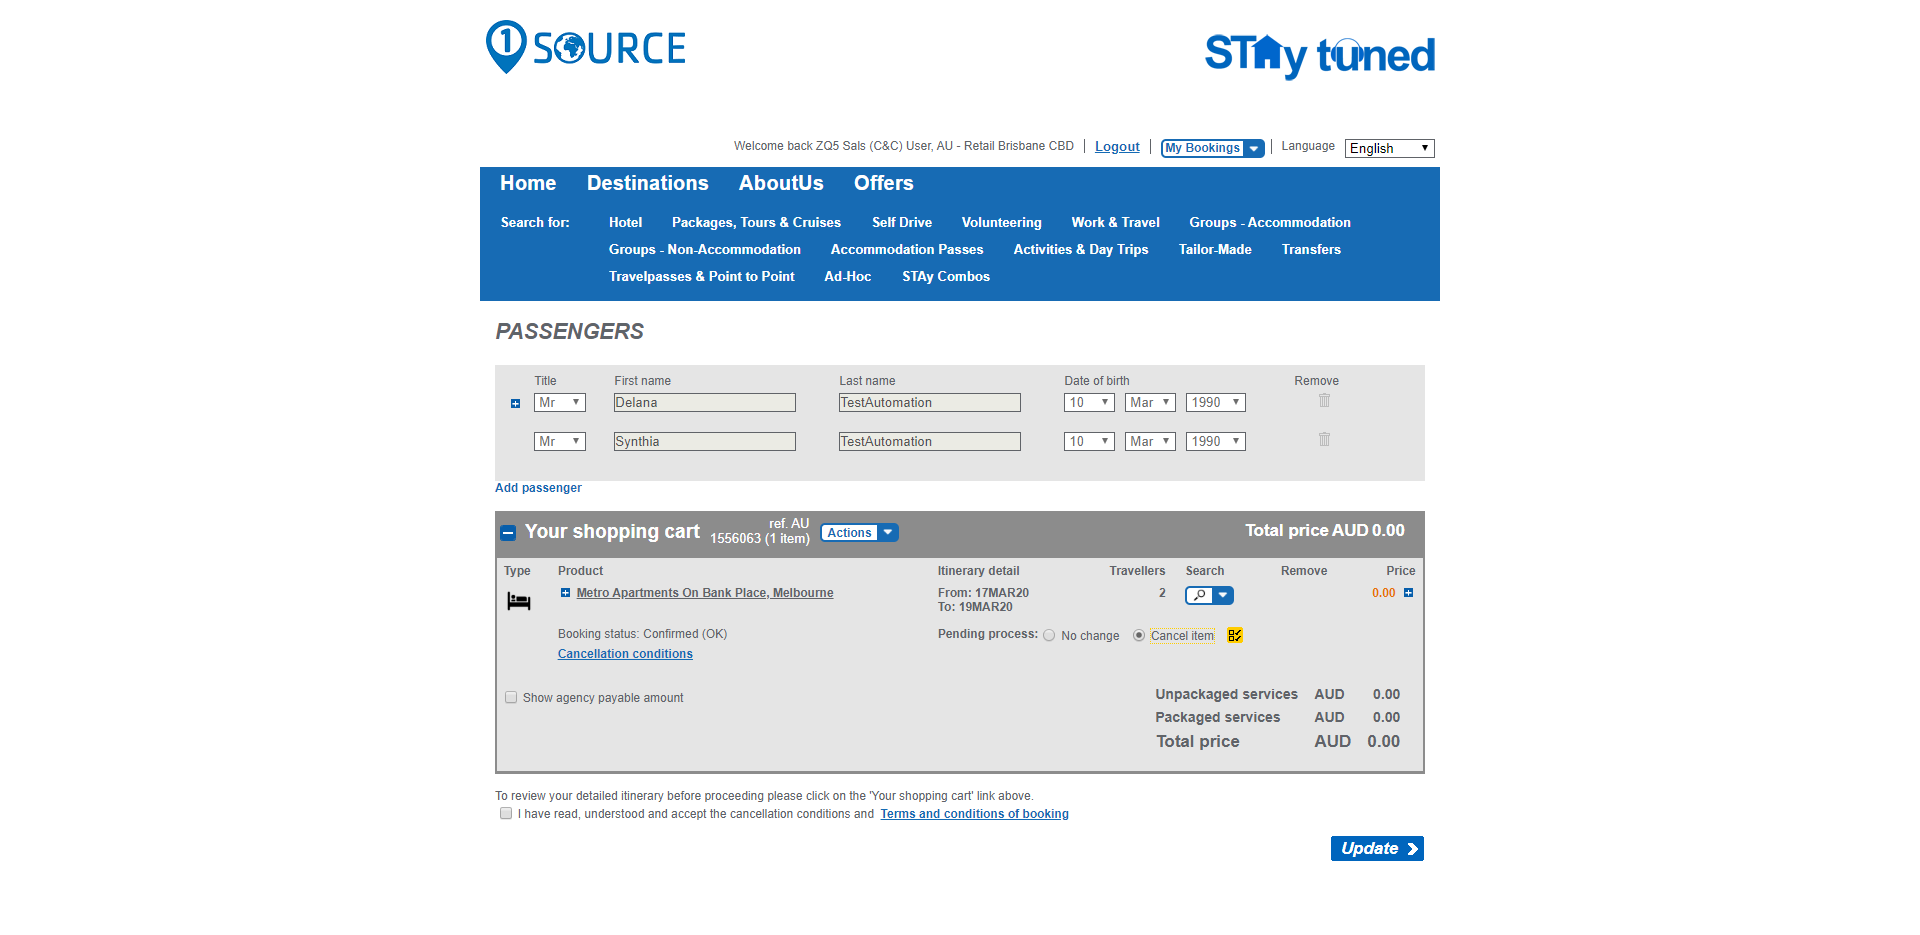 1 SOURCE
STAy tuned
Welcome back ZQ5 Sals (C&C) User, AU - Retail Brisbane CBD | Logout | My Bookings | Language English
Home Destinations AboutUs Offers
Search for: Hotel Packages, Tours & Cruises Self Drive Volunteering Work & Travel Groups - Accommodation
Groups - Non-Accommodation Accommodation Passes Activities & Day Trips Tailor-Made Transfers
Travelpasses & Point to Point Ad-Hoc STAy Combos
PASSENGERS
Title First name Last name Date of birth Remove
Mr Delana TestAutomation 10 Mar 1990
Mr Synthia TestAutomation 10 Mar 1990
Add passenger
Your shopping cart ref. AU
1556063 (1 item) Actions Total price AUD 0.00
Type Product Itinerary detail Travellers Search Remove Price
Metro Apartments On Bank Place, Melbourne From: 17MAR20 2 0.00
To: 19MAR20
Booking status: Confirmed (OK) Pending process: No change Cancel item
Cancellation conditions
Show agency payable amount Unpackaged services AUD 0.00
Packaged services AUD 0.00
Total price AUD 0.00
To review your detailed itinerary before proceeding please click on the 'Your shopping cart' link above.
I have read, understood and accept the cancellation conditions and Terms and conditions of booking
Update